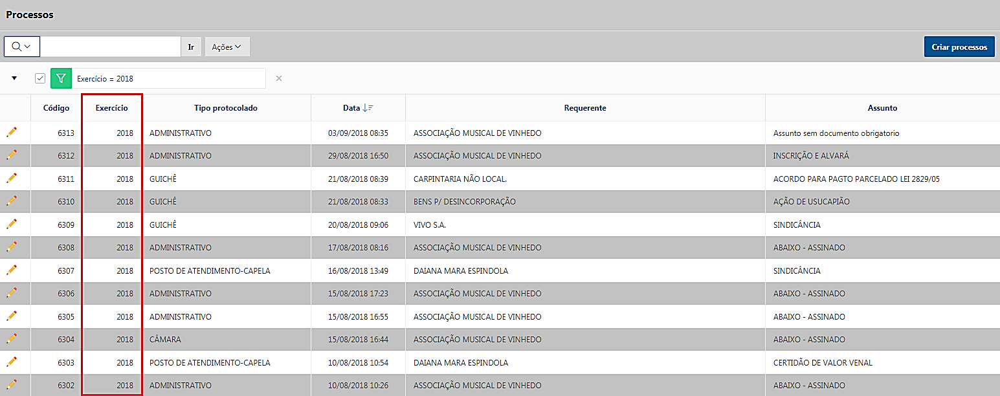 Processos
Ir Ações Criar processos
Exercício = 2018
Código Exercício Tipo protocolado Data Requerente Assunto
6313 2018 ADMINISTRATIVO 03/09/2018 08:35 ASSOCIAÇÃO MUSICAL DE VINHEDO Assunto sem documento obrigatorio
6312 2018 ADMINISTRATIVO 29/08/2018 16:50 ASSOCIAÇÃO MUSICAL DE VINHEDO INSCRIÇÃO E ALVARÁ
6311 2018 GUICHÊ 21/08/2018 08:39 CARPINTARIA NÃO LOCAL. ACORDO PARA PAGTO PARCELADO LEI 2829/05
6310 2018 GUICHÊ 21/08/2018 08:33 BENS P/ DESINCORPORAÇÃO AÇÃO DE USUCAPIÃO
6309 2018 GUICHÊ 20/08/2018 09:06 VIVO S.A. SINDICÂNCIA
6308 2018 ADMINISTRATIVO 17/08/2018 08:16 ASSOCIAÇÃO MUSICAL DE VINHEDO ABAIXO - ASSINADO
6307 2018 POSTO DE ATENDIMENTO-CAPELA 16/08/2018 13:49 DAIANA MARA ESPINDOLA SINDICÂNCIA
6306 2018 ADMINISTRATIVO 15/08/2018 17:23 ASSOCIAÇÃO MUSICAL DE VINHEDO ABAIXO - ASSINADO
6305 2018 ADMINISTRATIVO 15/08/2018 16:55 ASSOCIAÇÃO MUSICAL DE VINHEDO ABAIXO - ASSINADO
6304 2018 CÂMARA 15/08/2018 16:44 ASSOCIAÇÃO MUSICAL DE VINHEDO ABAIXO - ASSINADO
6303 2018 POSTO DE ATENDIMENTO-CAPELA 10/08/2018 10:54 DAIANA MARA ESPINDOLA CERTIDÃO DE VALOR VENAL
6302 2018 ADMINISTRATIVO 10/08/2018 10:26 ASSOCIAÇÃO MUSICAL DE VINHEDO ABAIXO - ASSINADO